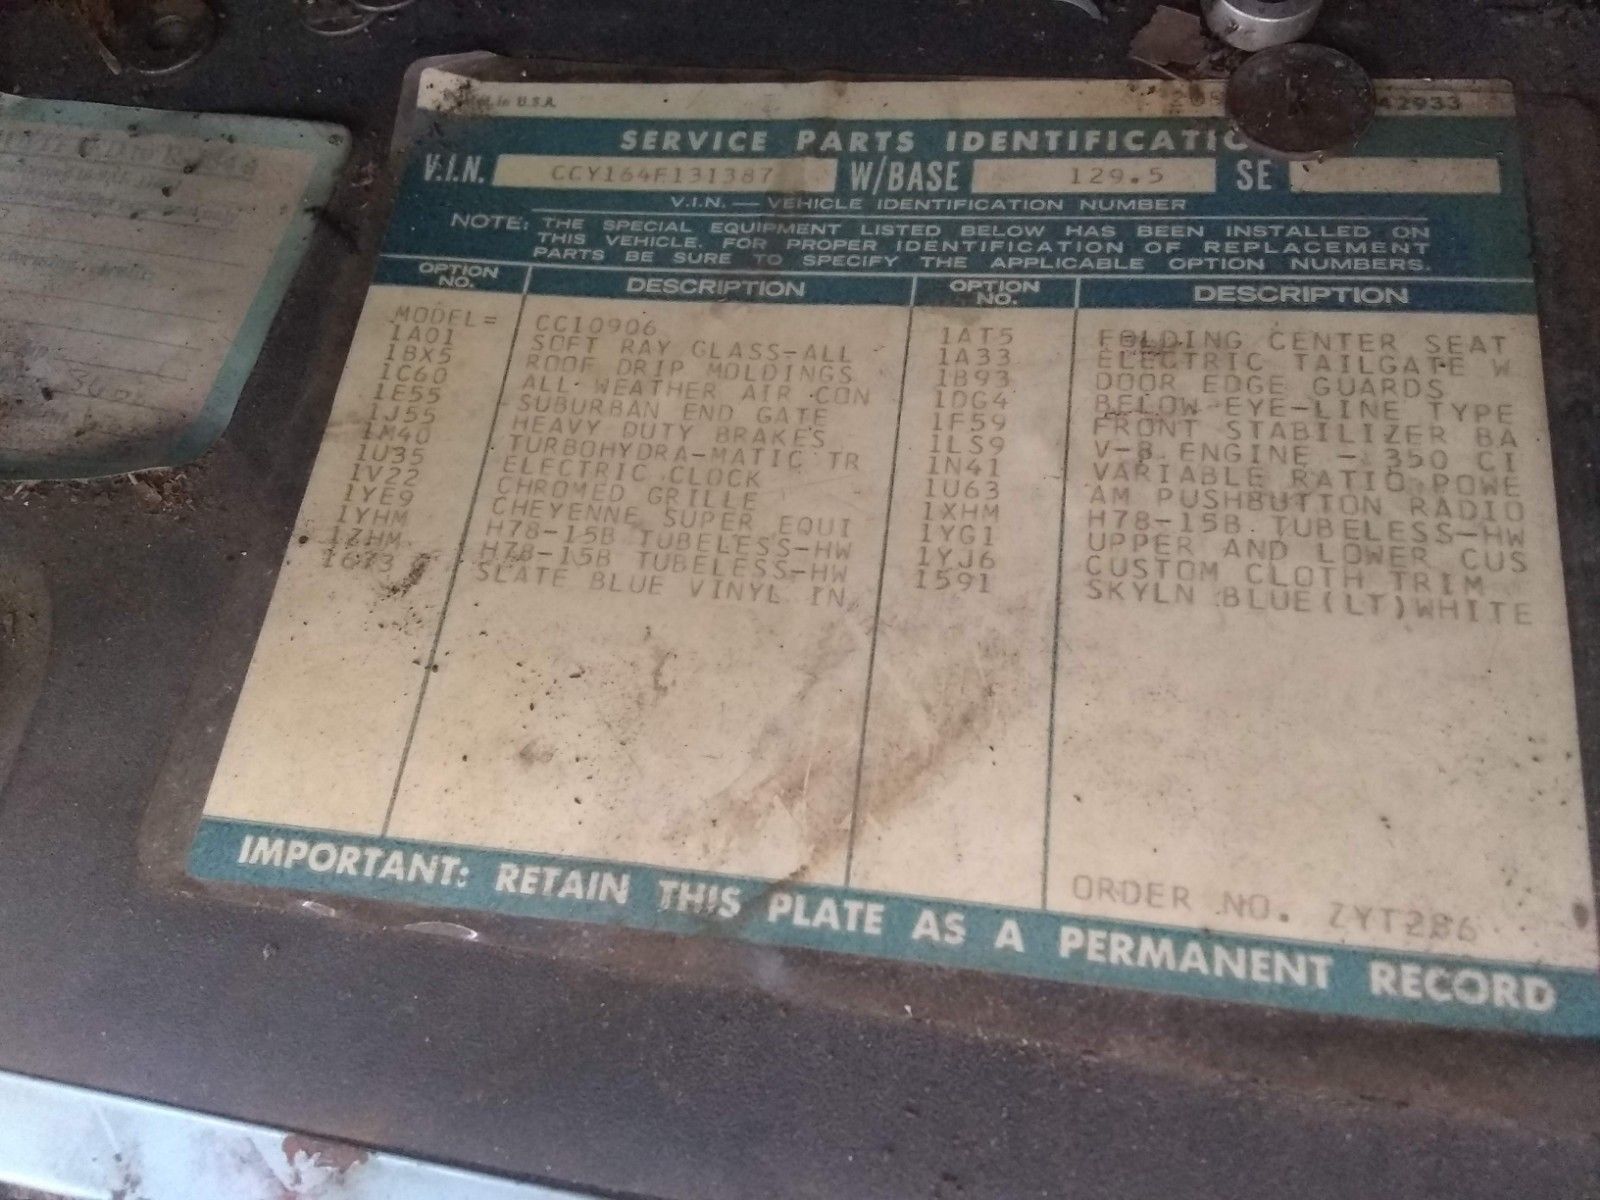 in U.S.A.
42933
SERVICE PARTS IDENTIFICATIO
V.I.N. CCY164F131387 W/BASE 129.5 SE
V.I.N. — VEHICLE IDENTIFICATION NUMBER
NOTE: THE SPECIAL EQUIPMENT LISTED BELOW HAS BEEN INSTALLED ON
THIS VEHICLE. FOR PROPER IDENTIFICATION OF REPLACEMENT
PARTS BE SURE TO SPECIFY THE APPLICABLE OPTION NUMBERS.
OPTION NO. DESCRIPTION OPTION NO. DESCRIPTION
MODEL= CC10906
1A01 SOFT RAY GLASS-ALL 1AT5 FOLDING CENTER SEAT
1BX5 ROOF DRIP MOLDINGS 1A33 ELECTRIC TAILGATE W
1C60 ALL WEATHER AIR CON 1B93 DOOR EDGE GUARDS
1E55 SUBURBAN END GATE 1DG4 BELOW-EYE-LINE TYPE
1J55 HEAVY DUTY BRAKES 1F59 FRONT STABILIZER BA
1M40 TURBOHYDRA-MATIC TR 1LS9 V-8 ENGINE - 350 CI
1U35 ELECTRIC CLOCK 1N41 VARIABLE RATIO POWE
1V22 CHROMED GRILLE 1U63 AM PUSHBUTTON RADIO
1YE9 CHEYENNE SUPER EQUI 1XHM H78-15B TUBELESS-HW
1YHM H78-15B TUBELESS-HW 1YG1 UPPER AND LOWER CUS
1ZHM H78-15B TUBELESS-HW 1YJ6 CUSTOM CLOTH TRIM
1673 SLATE BLUE VINYL IN 1591 SKYLN BLUE(LT)WHITE
ORDER NO. ZYT286
IMPORTANT: RETAIN THIS PLATE AS A PERMANENT RECORD